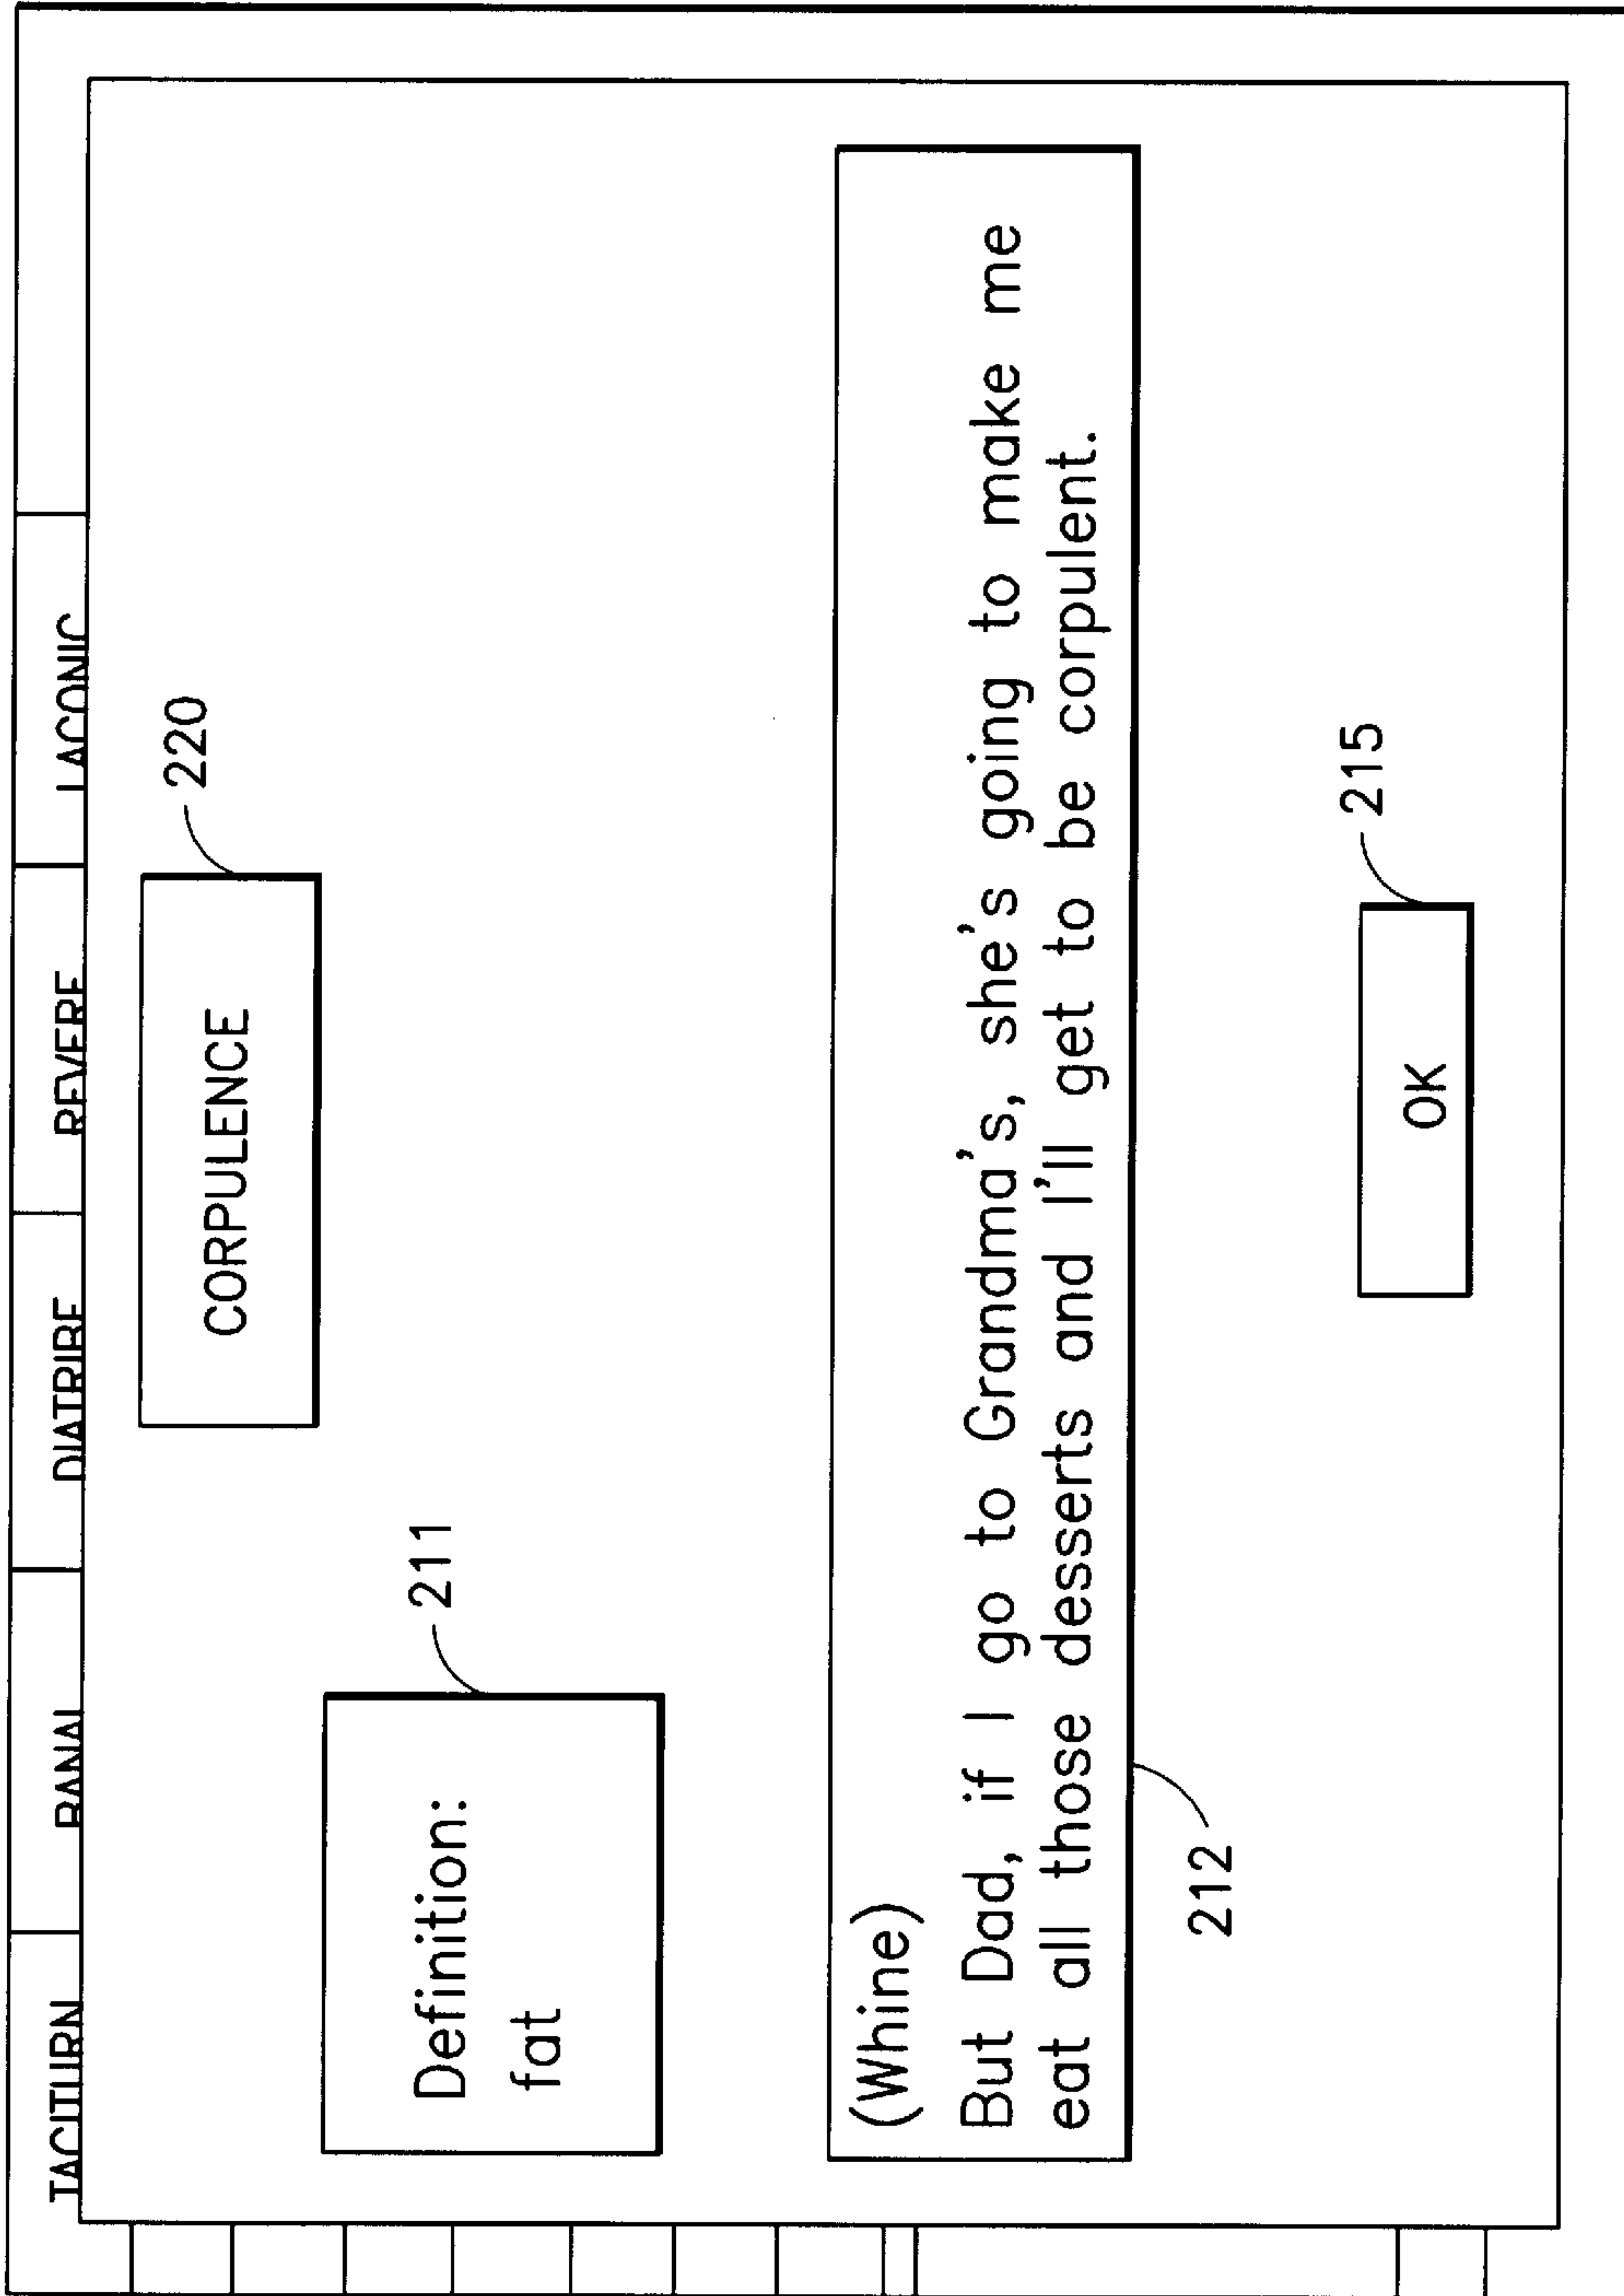 TACITURN BANAL DIATRIBE REVERE LACONIC
CORPULENCE
220
Definition:
fat
211
(Whine)
But Dad, if I go to Grandma's, she's going to make me
eat all those desserts and I'll get to be corpulent.
212
OK
215